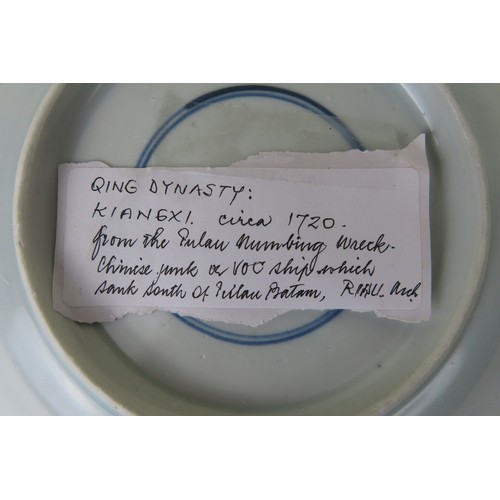 QING DYNASTY:
KIANGXI. circa 1720.
from the Pulau Numbing Wreck.
Chinese junk or VOC ship which
sank south of Pulau Batam, RIAU. Arch.